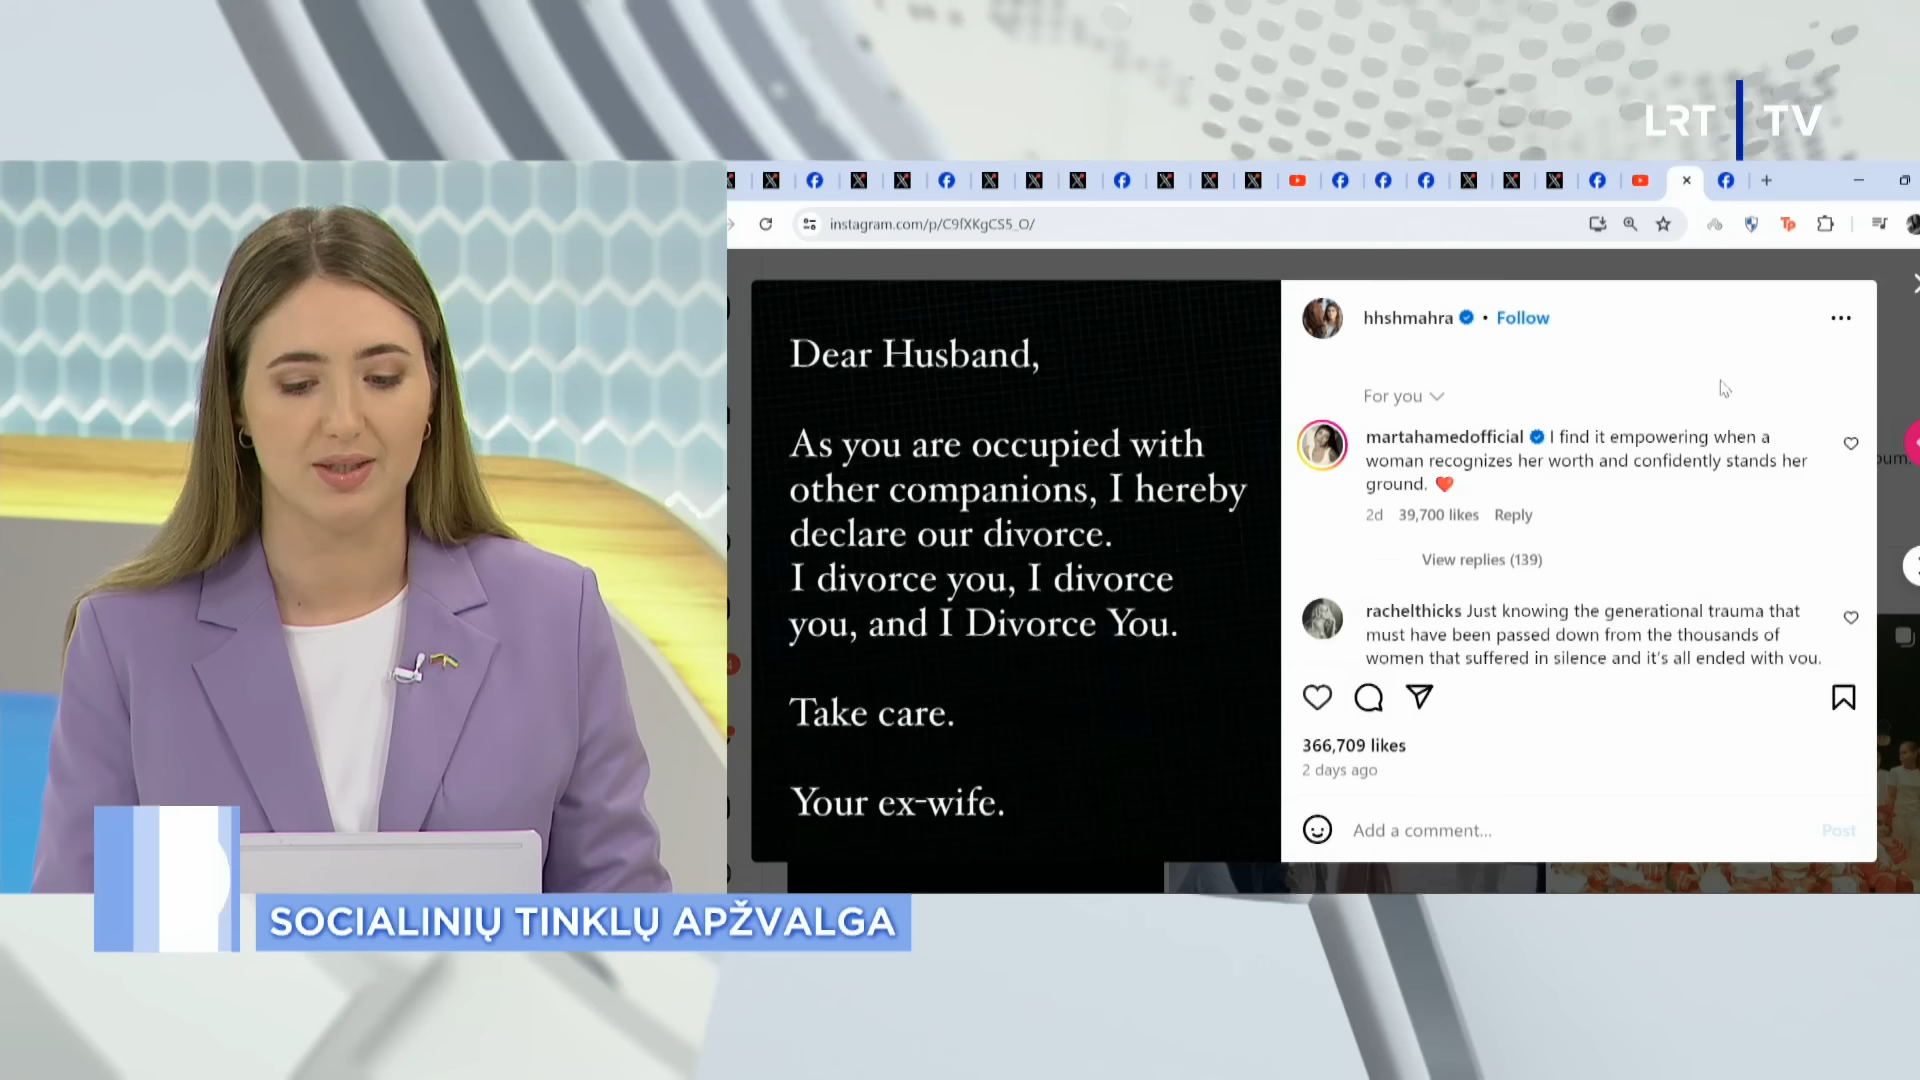 LRT TV
instagram.com/p/C9fXKgCS5_O/
Tp
Dear Husband,
As you are occupied with
other companions, I hereby
declare our divorce.
I divorce you, I divorce
you, and I Divorce You.
Take care.
Your ex-wife.
hhshmahra • Follow
For you
martahamedofficial I find it empowering when a
woman recognizes her worth and confidently stands her
ground.
2d 39,700 likes Reply
View replies (139)
rachelthicks Just knowing the generational trauma that
must have been passed down from the thousands of
women that suffered in silence and it's all ended with you.
366,709 likes
2 days ago
Add a comment...
Post
SOCIALINIŲ TINKLŲ APŽVALGA